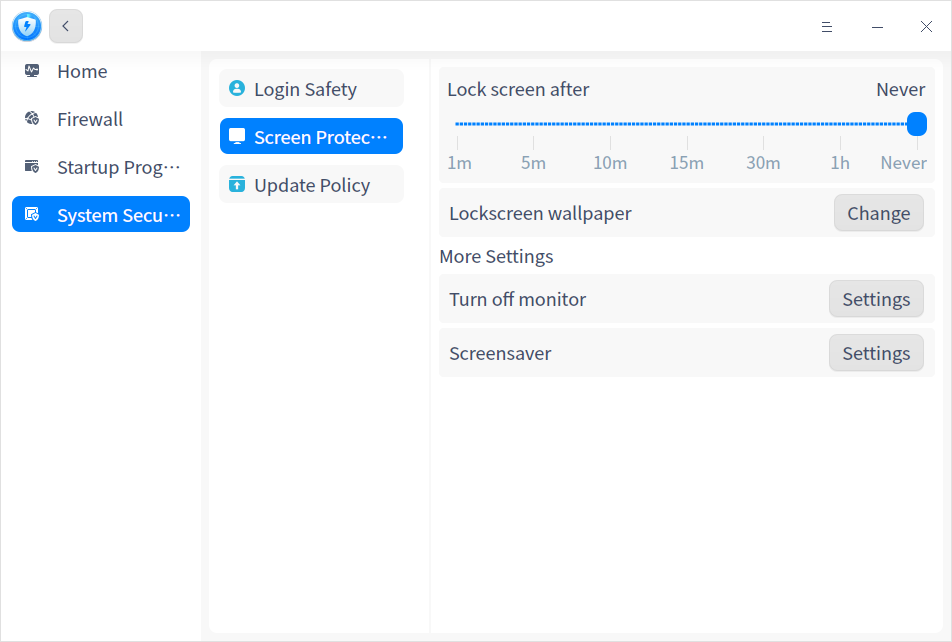 Home
Firewall
Startup Prog···
System Secu···
Login Safety
Screen Protec···
Update Policy
Lock screen after
Never
1m 5m 10m 15m 30m 1h Never
Lockscreen wallpaper
Change
More Settings
Turn off monitor
Settings
Screensaver
Settings